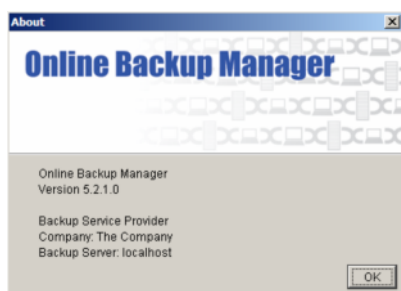 About
Online Backup Manager
Online Backup Manager
Version 5.2.1.0
Backup Service Provider
Company: The Company
Backup Server: localhost
OK